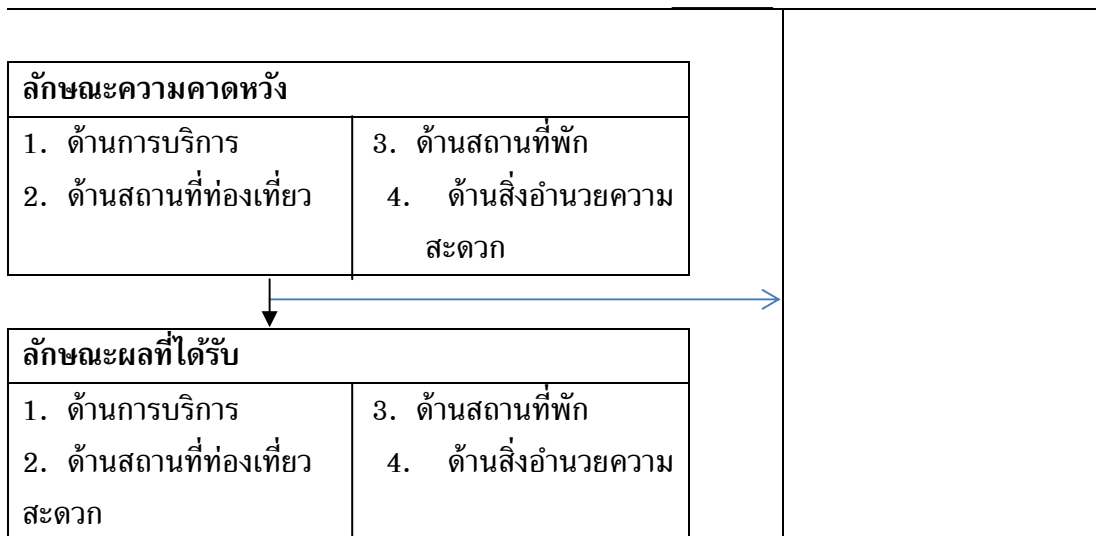 ลักษณะความคาดหวัง
1. ด้านการบริการ
2. ด้านสถานที่ท่องเที่ยว
3. ด้านสถานที่พัก
4. ด้านสิ่งอำนวยความ
สะดวก
ลักษณะผลที่ได้รับ
1. ด้านการบริการ
2. ด้านสถานที่ท่องเที่ยว
สะดวก
3. ด้านสถานที่พัก
4. ด้านสิ่งอำนวยความ